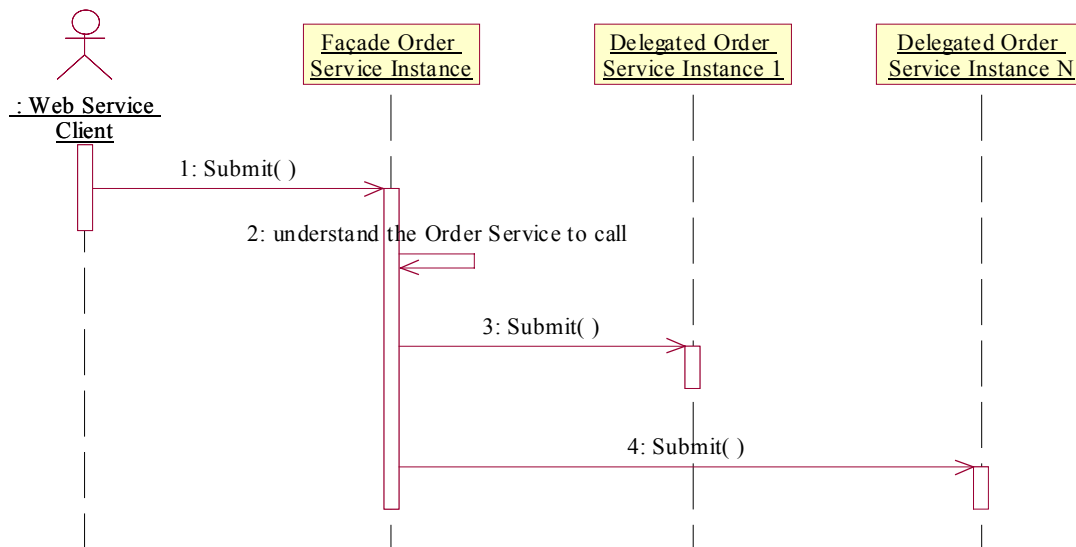 Façade Order
Service Instance
Delegated Order
Service Instance 1
Delegated Order
Service Instance N
: Web Service
Client
1: Submit( )
2: understand the Order Service to call
3: Submit( )
4: Submit( )